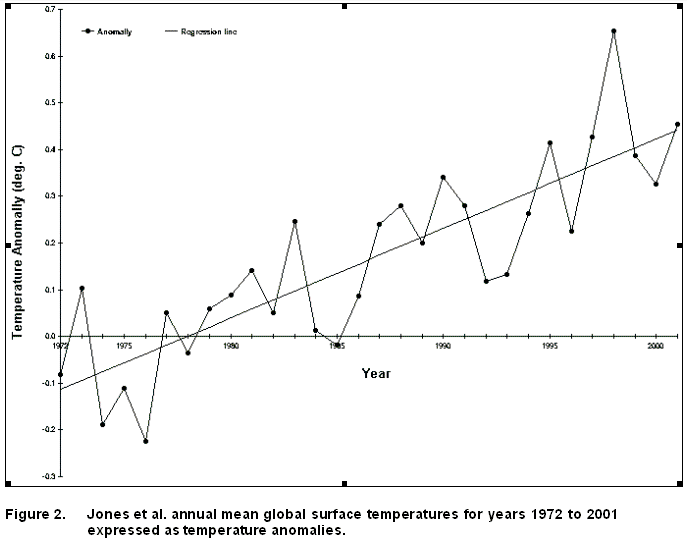 0.7
Anomaly Regression line
0.6
0.5
0.4
0.3
0.2
0.1
0.0
-0.1
-0.2
-0.3
Temperature Anomaly (deg. C)
1972 1975 1980 1985 1990 1995 2000
Year
Figure 2. Jones et al. annual mean global surface temperatures for years 1972 to 2001
expressed as temperature anomalies.